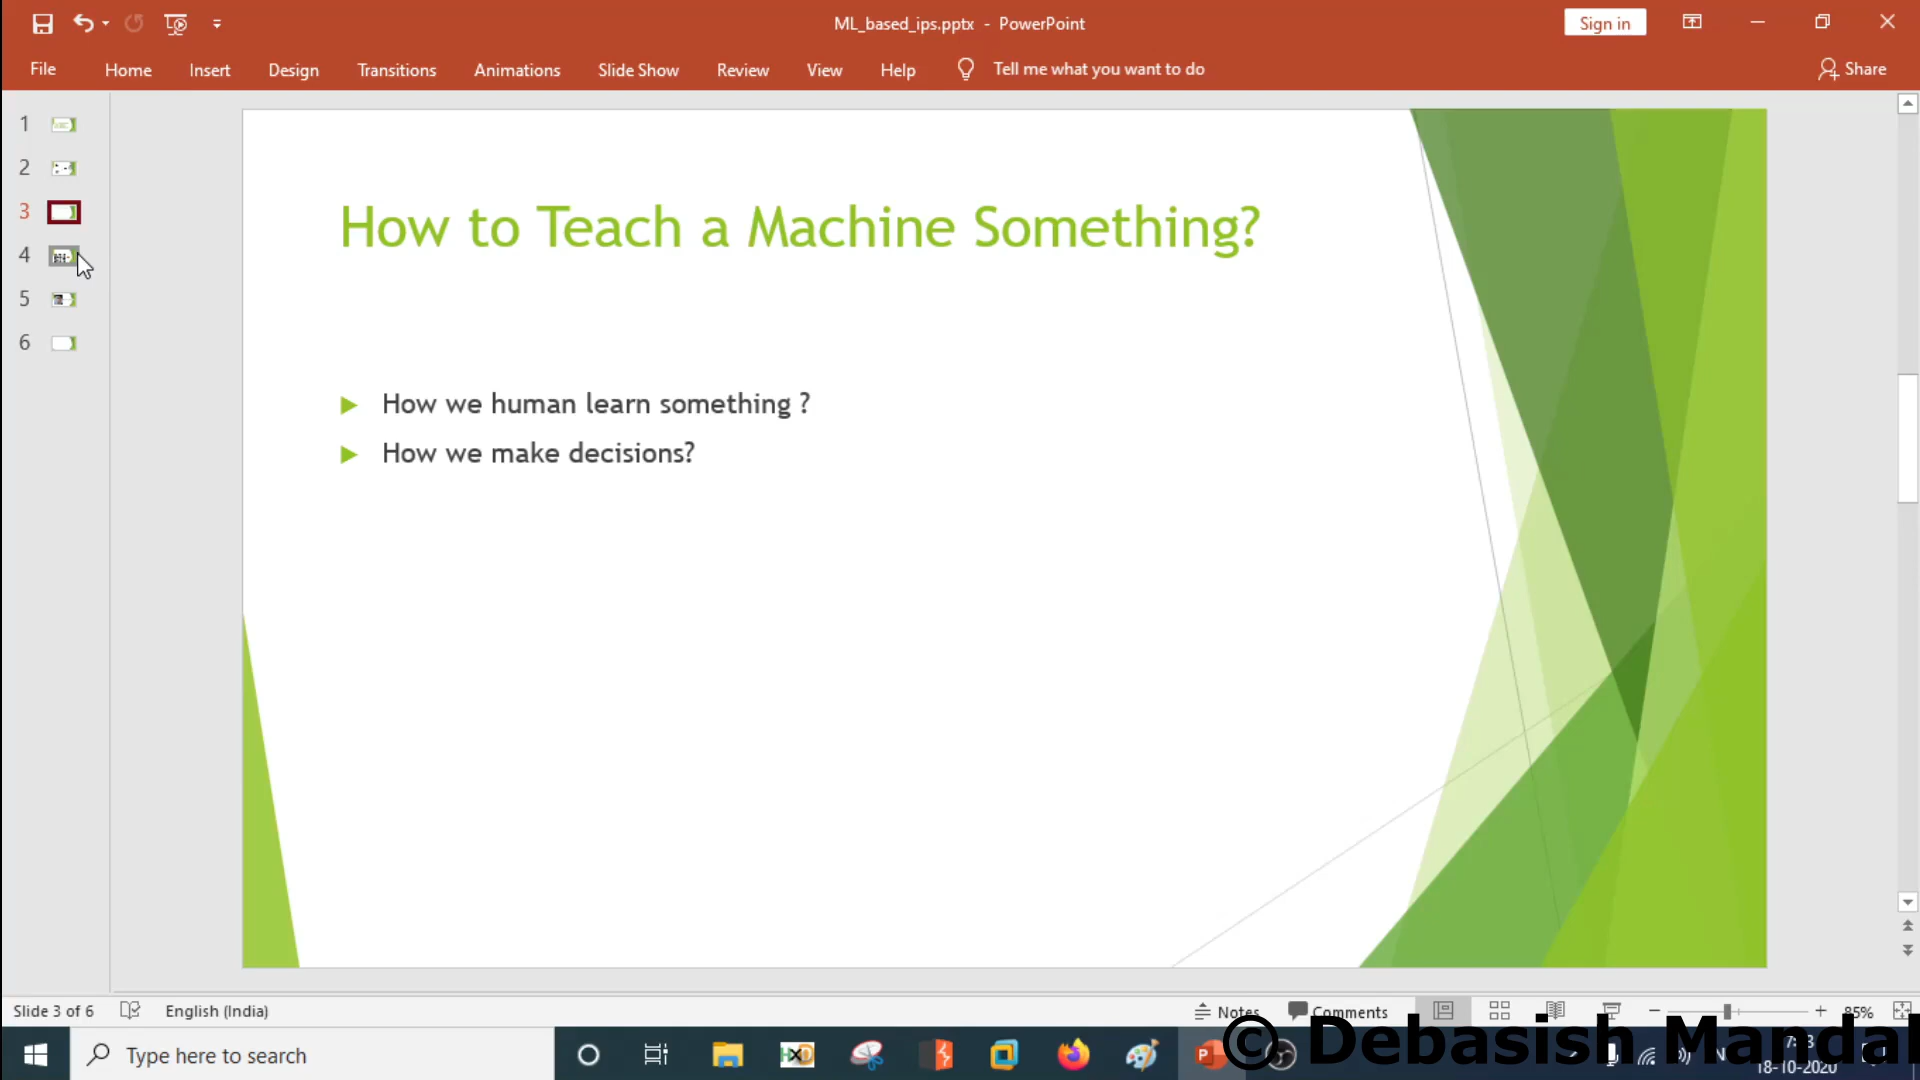 ML_based_ips.pptx - PowerPoint
Sign in
File Home Insert Design Transitions Animations Slide Show Review View Help Tell me what you want to do Share
1
2
3
4
5
6
How to Teach a Machine Something?
How we human learn something ?
How we make decisions?
Slide 3 of 6 English (India) Notes Comments 85%
Type here to search
© Debasish Mandal
18-10-2020